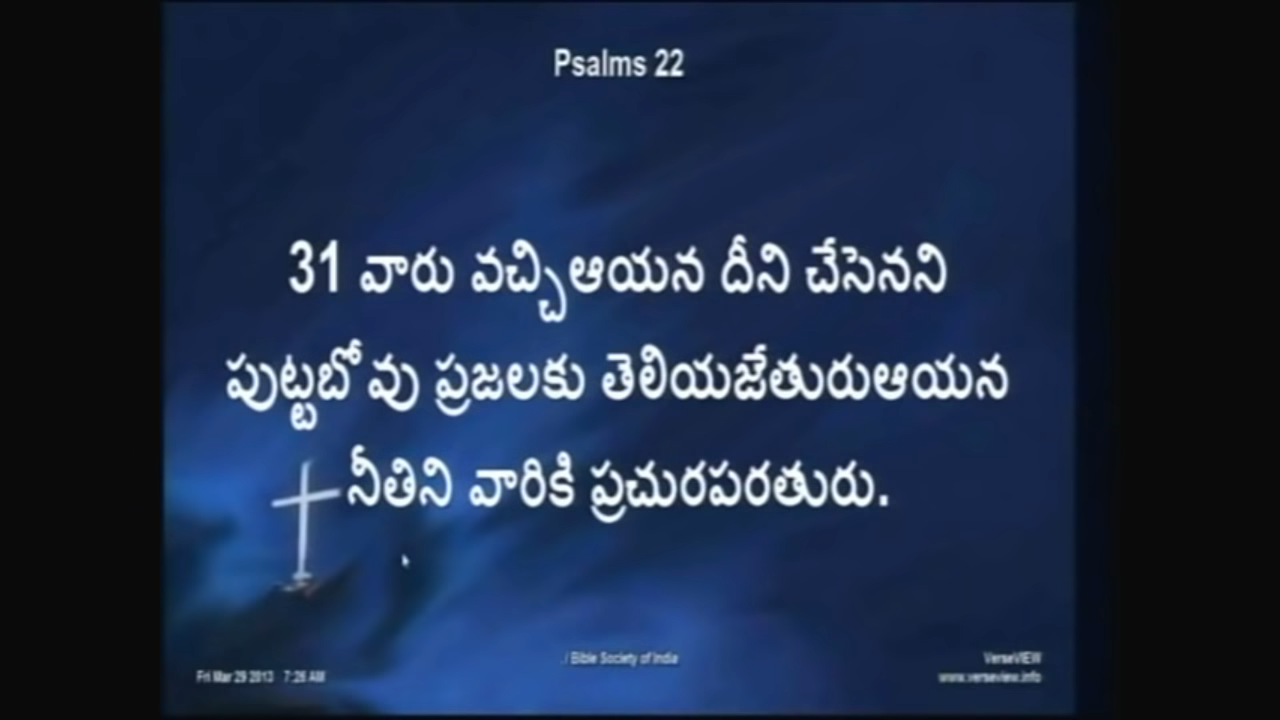 Psalms 22
31 వారు వచ్చిఆయన దీని చేసెనని
పుట్టబోవు ప్రజలకు తెలియజేతురుఆయన
నీతిని వారికి ప్రచురపరతురు.
/ Bible Society of India
VerseVIEW
Fri Mar 29 2013 7:26 AM
www.verseview.info